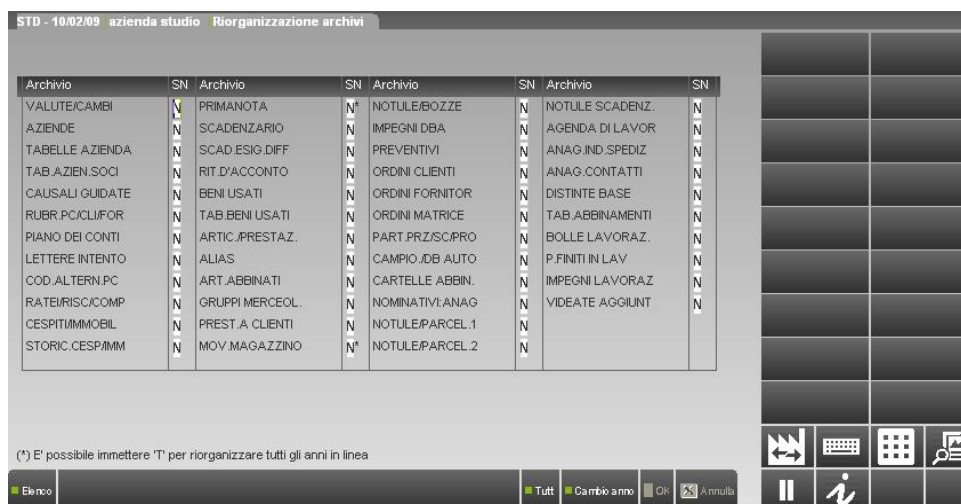 STD - 10/02/09 azienda studio Riorganizzazione archivi
Archivio SN Archivio SN Archivio SN Archivio SN
VALUTE/CAMBI N PRIMANOTA N* NOTULE/BOZZE N NOTULE SCADENZ. N
AZIENDE N SCADENZARIO N IMPEGNI DBA N AGENDA DI LAVOR N
TABELLE AZIENDA N SCAD.ESIG.DIFF N PREVENTIVI N ANAG.IND.SPEDIZ N
TAB.AZIEN.SOCI N RIT.D'ACCONTO N ORDINI CLIENTI N ANAG.CONTATTI N
CAUSALI GUIDATE N BENI USATI N ORDINI FORNITOR N DISTINTE BASE N
RUBR.PC/CLI/FOR N TAB.BENI USATI N ORDINI MATRICE N TAB.ABBINAMENTI N
PIANO DEI CONTI N ARTIC./PRESTAZ. N PART.PRZ/SC/PRO N BOLLE LAVORAZ. N
LETTERE INTENTO N ALIAS N CAMPIO./DB AUTO N P.FINITI IN LAV N
COD.ALTERN.PC N ART.ABBINATI N CARTELLE ABBIN. N IMPEGNI LAVORAZ N
RATEI/RISC/COMP N GRUPPI MERCEOL. N NOMINATIVI:ANAG N VIDEATE AGGIUNT N
CESPITI/IMMOBIL N PREST.A CLIENTI N NOTULE/PARCEL.1 N
STORIC.CESP/IMM N MOV.MAGAZZINO N* NOTULE/PARCEL.2 N
(*) E' possibile immettere 'T' per riorganizzare tutti gli anni in linea
Elenco Tutt Cambio anno Ok Annulla